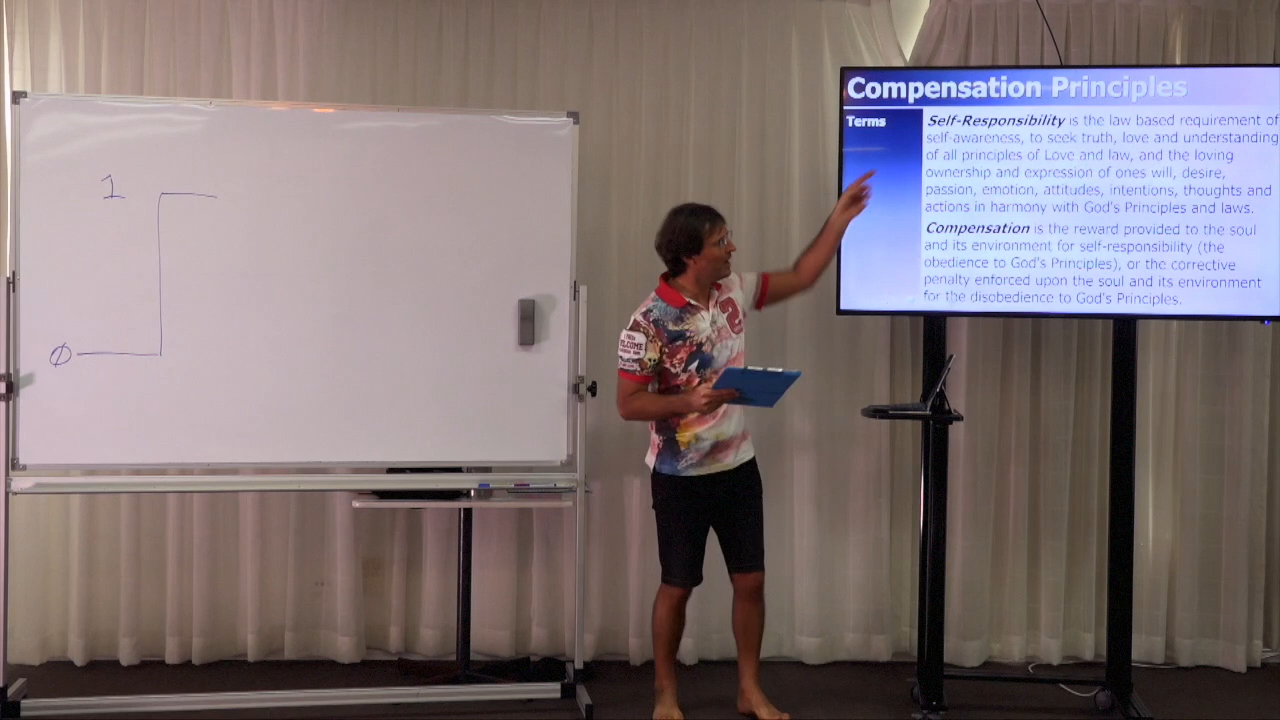 1
Ø
WELCOME
2
Compensation Principles
Terms
Self-Responsibility is the law based requirement of
self-awareness, to seek truth, love and understanding
of all principles of Love and law, and the loving
ownership and expression of ones will, desire,
passion, emotion, attitudes, intentions, thoughts and
actions in harmony with God's Principles and laws.
Compensation is the reward provided to the soul
and its environment for self-responsibility (the
obedience to God's Principles), or the corrective
penalty enforced upon the soul and its environment
for the disobedience to God's Principles.